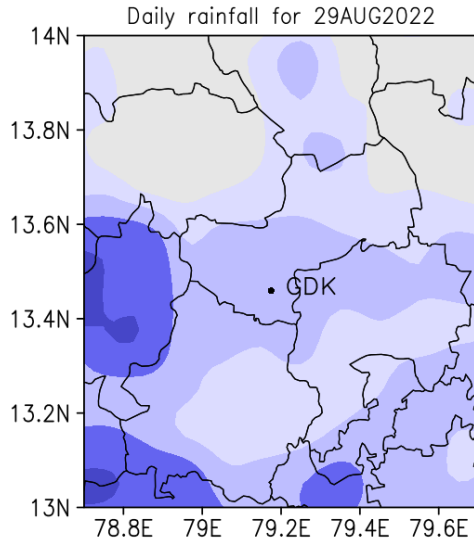 Daily rainfall for 29AUG2022
14N
13.8N
13.6N
GDK
13.4N
13.2N
13N
78.8E 79E 79.2E 79.4E 79.6E